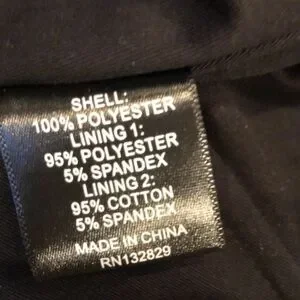 SHELL:
100% POLYESTER
LINING 1:
95% POLYESTER
5% SPANDEX
LINING 2:
95% COTTON
5% SPANDEX
MADE IN CHINA
RN132829